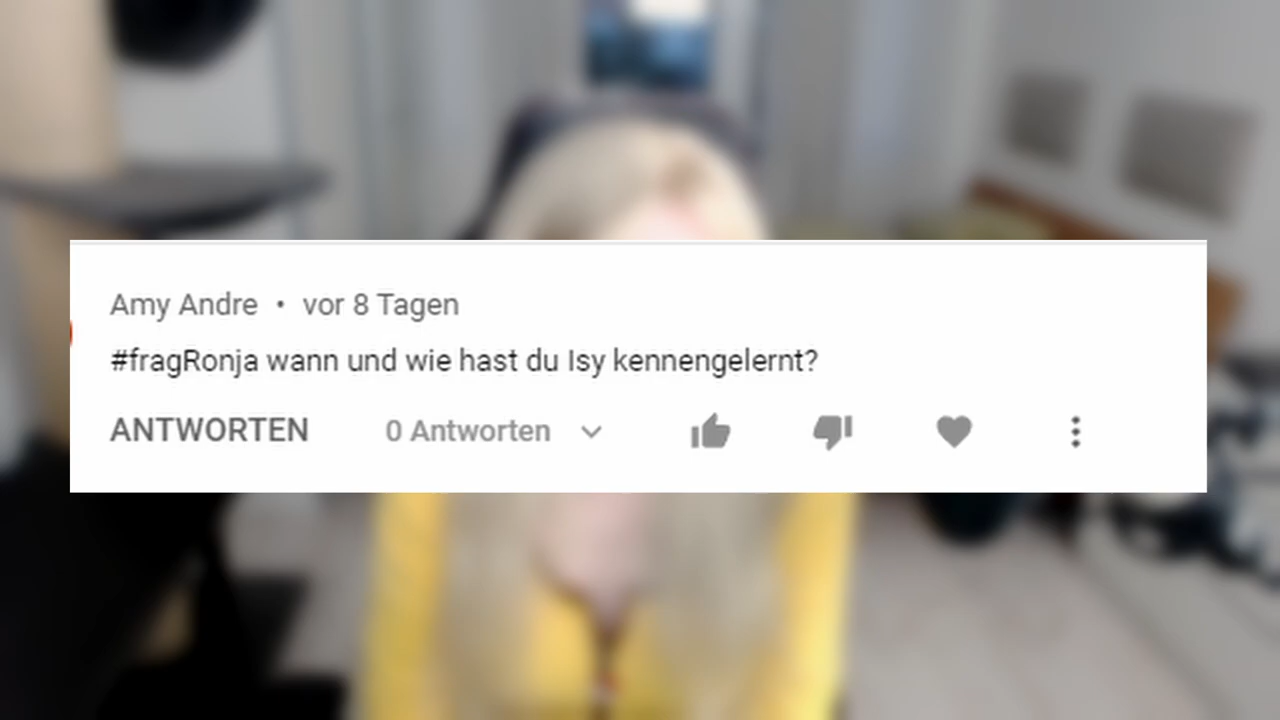 Amy Andre • vor 8 Tagen
#fragRonja wann und wie hast du Isy kennengelernt?
ANTWORTEN 0 Antworten